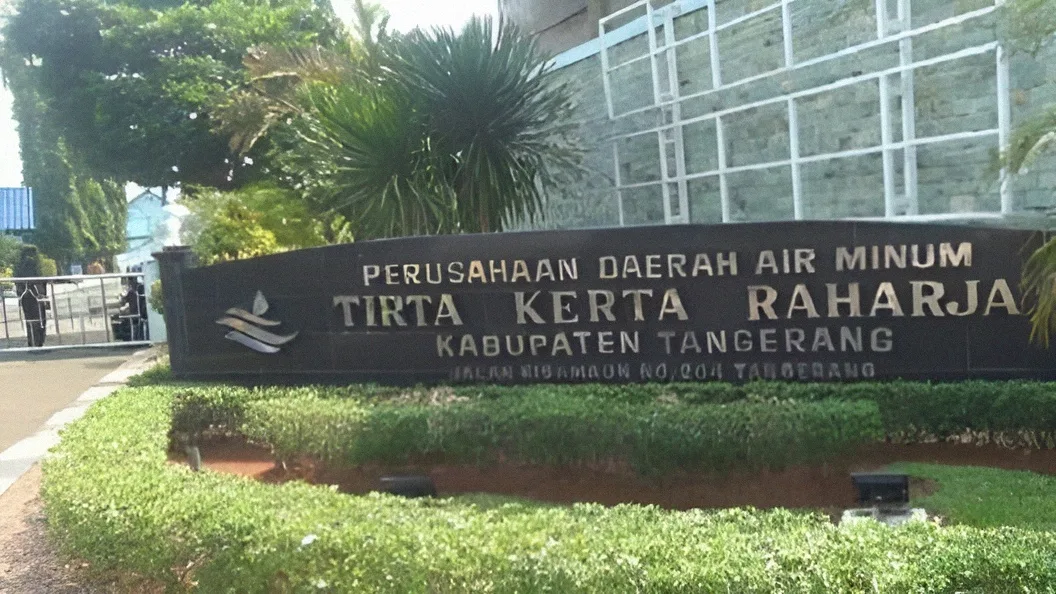 PERUSAHAAN DAERAH AIR MINUM
TIRTA KERTA RAHARJA
KABUPATEN TANGERANG
JALAN KISAMAUN NO.204 TANGERANG